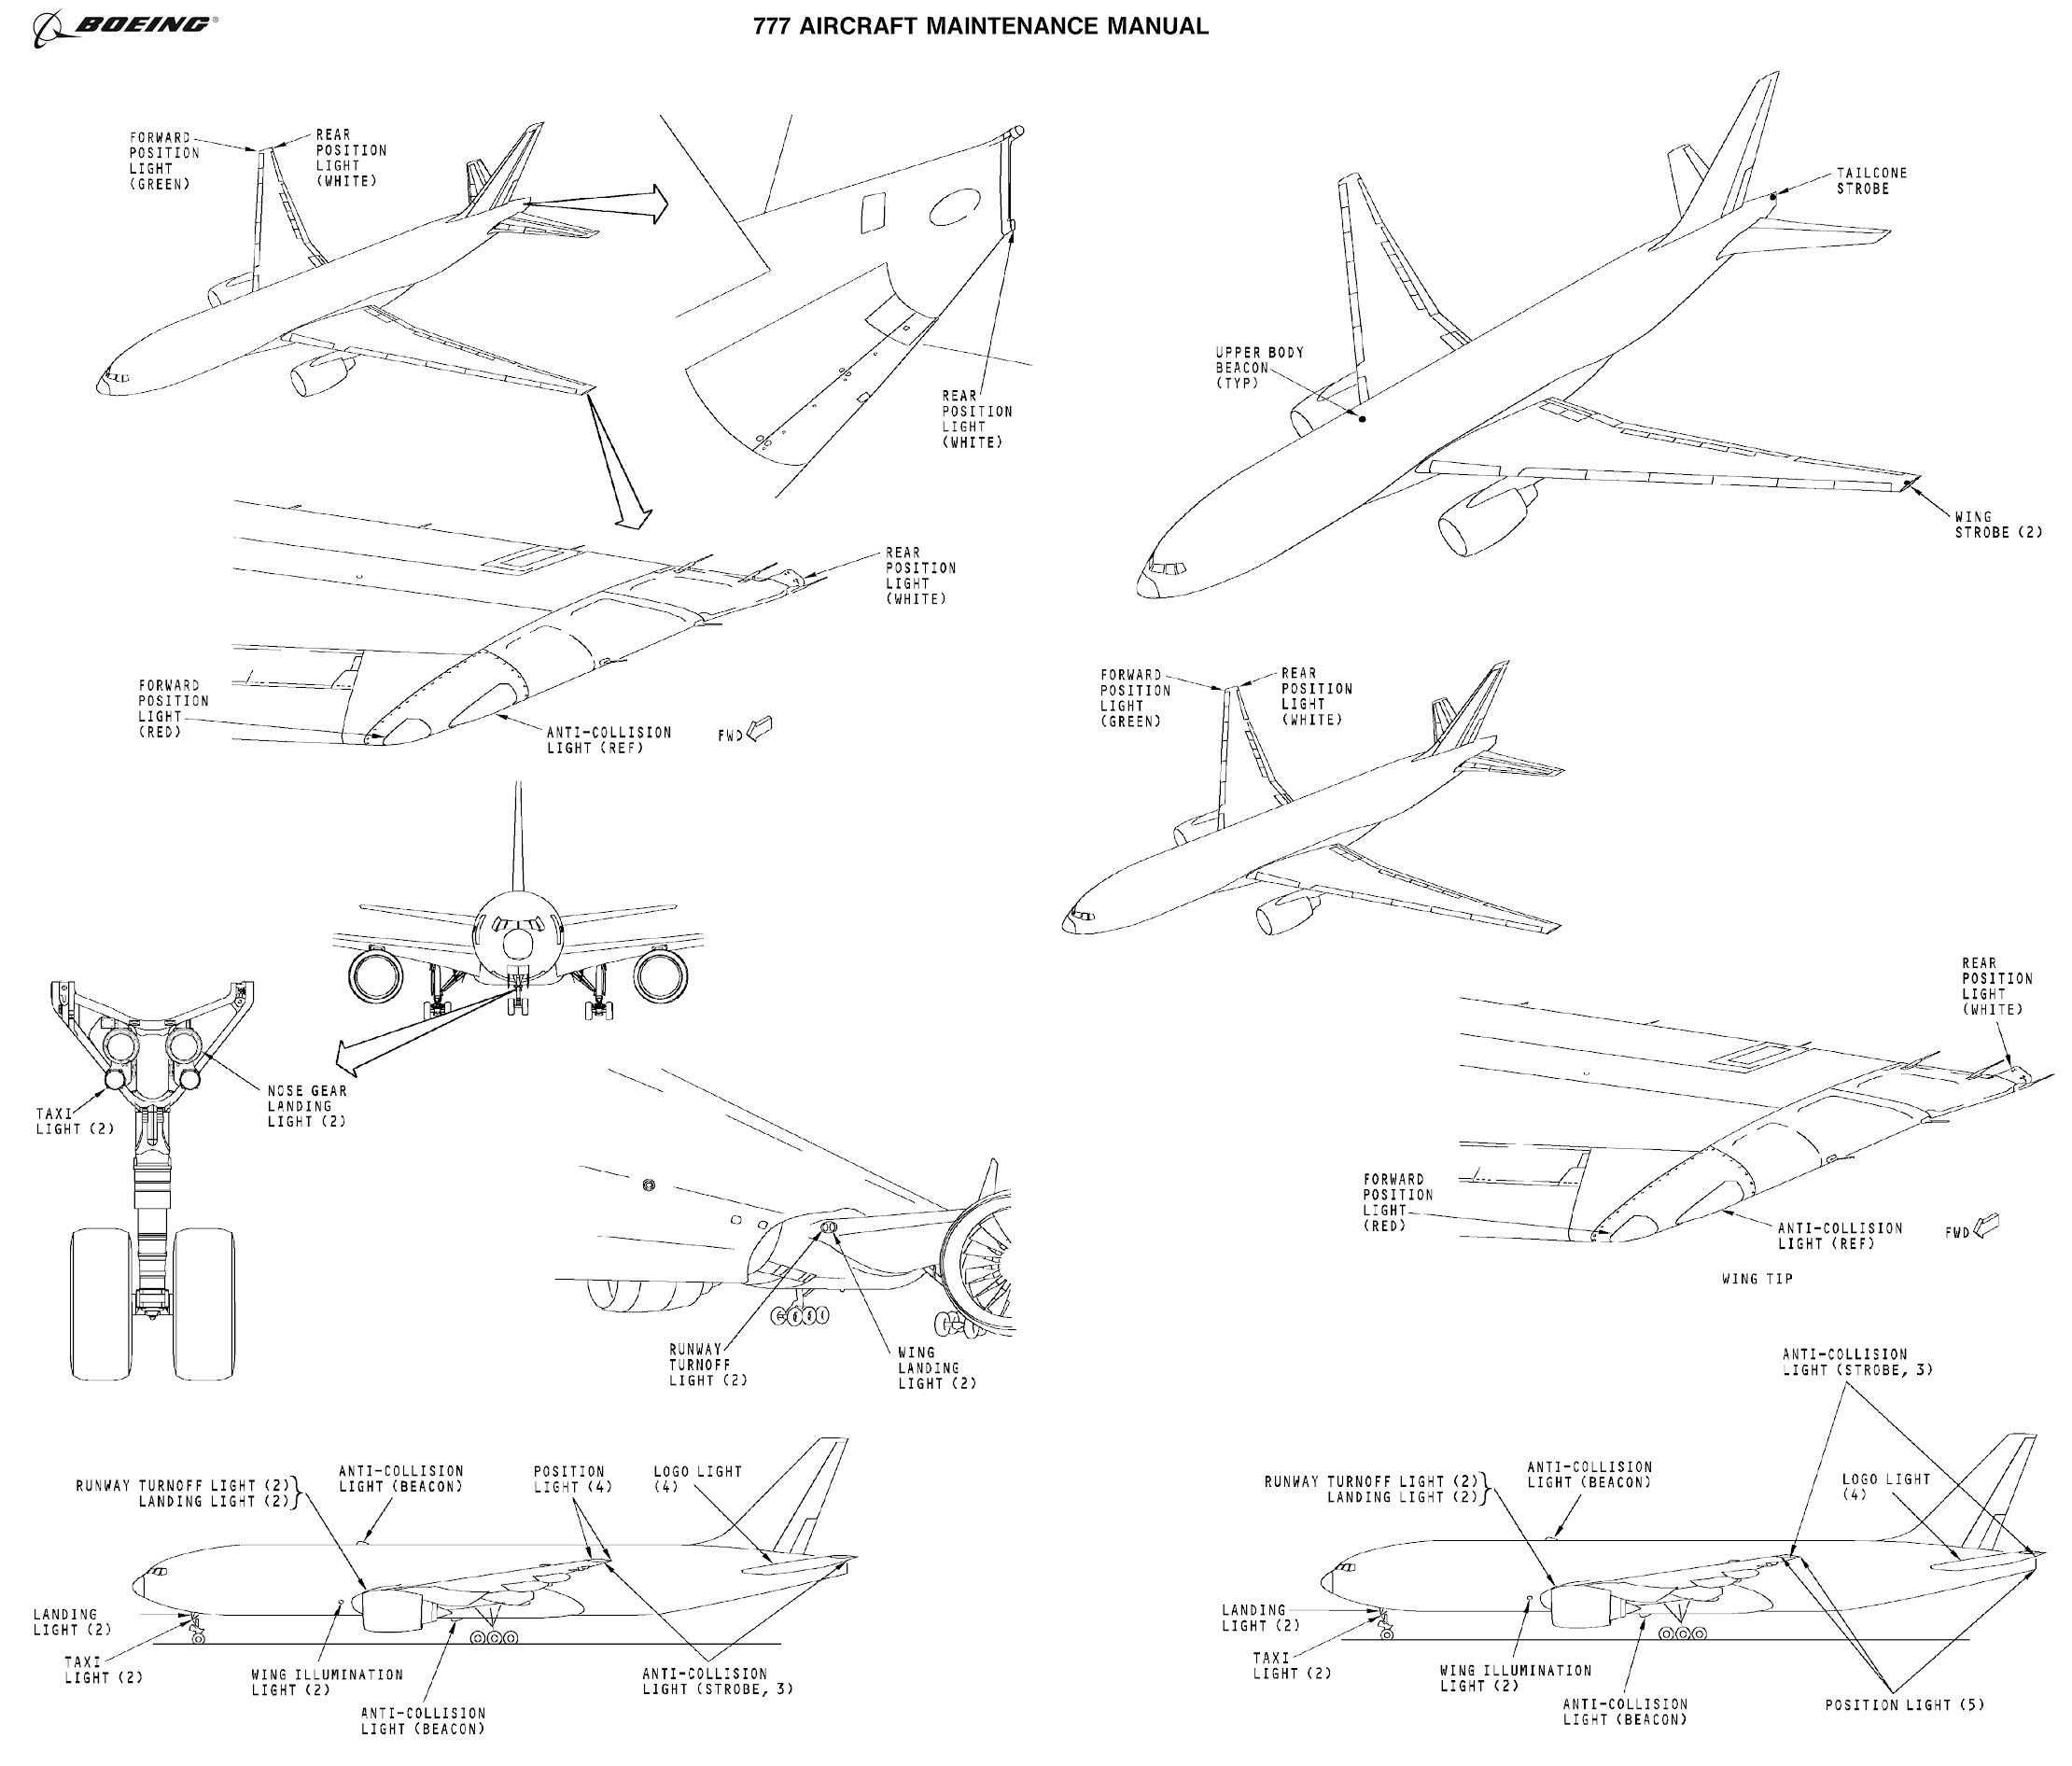 BOEING®
777 AIRCRAFT MAINTENANCE MANUAL
FORWARD
POSITION
LIGHT
(GREEN)
REAR
POSITION
LIGHT
(WHITE)
REAR
POSITION
LIGHT
(WHITE)
REAR
POSITION
LIGHT
(WHITE)
FORWARD
POSITION
LIGHT
(RED)
ANTI-COLLISION
LIGHT (REF)
FWD
TAILCONE
STROBE
UPPER BODY
BEACON
(TYP)
WING
STROBE (2)
FORWARD
POSITION
LIGHT
(GREEN)
REAR
POSITION
LIGHT
(WHITE)
TAXI
LIGHT (2)
NOSE GEAR
LANDING
LIGHT (2)
RUNWAY
TURNOFF
LIGHT (2)
WING
LANDING
LIGHT (2)
REAR
POSITION
LIGHT
(WHITE)
FORWARD
POSITION
LIGHT
(RED)
ANTI-COLLISION
LIGHT (REF)
FWD
WING TIP
RUNWAY TURNOFF LIGHT (2)
LANDING LIGHT (2)
ANTI-COLLISION
LIGHT (BEACON)
POSITION
LIGHT (4)
LOGO LIGHT
(4)
LANDING
LIGHT (2)
TAXI
LIGHT (2)
WING ILLUMINATION
LIGHT (2)
ANTI-COLLISION
LIGHT (BEACON)
ANTI-COLLISION
LIGHT (STROBE, 3)
ANTI-COLLISION
LIGHT (STROBE, 3)
RUNWAY TURNOFF LIGHT (2)
LANDING LIGHT (2)
ANTI-COLLISION
LIGHT (BEACON)
LOGO LIGHT
(4)
LANDING
LIGHT (2)
TAXI
LIGHT (2)
WING ILLUMINATION
LIGHT (2)
ANTI-COLLISION
LIGHT (BEACON)
POSITION LIGHT (5)